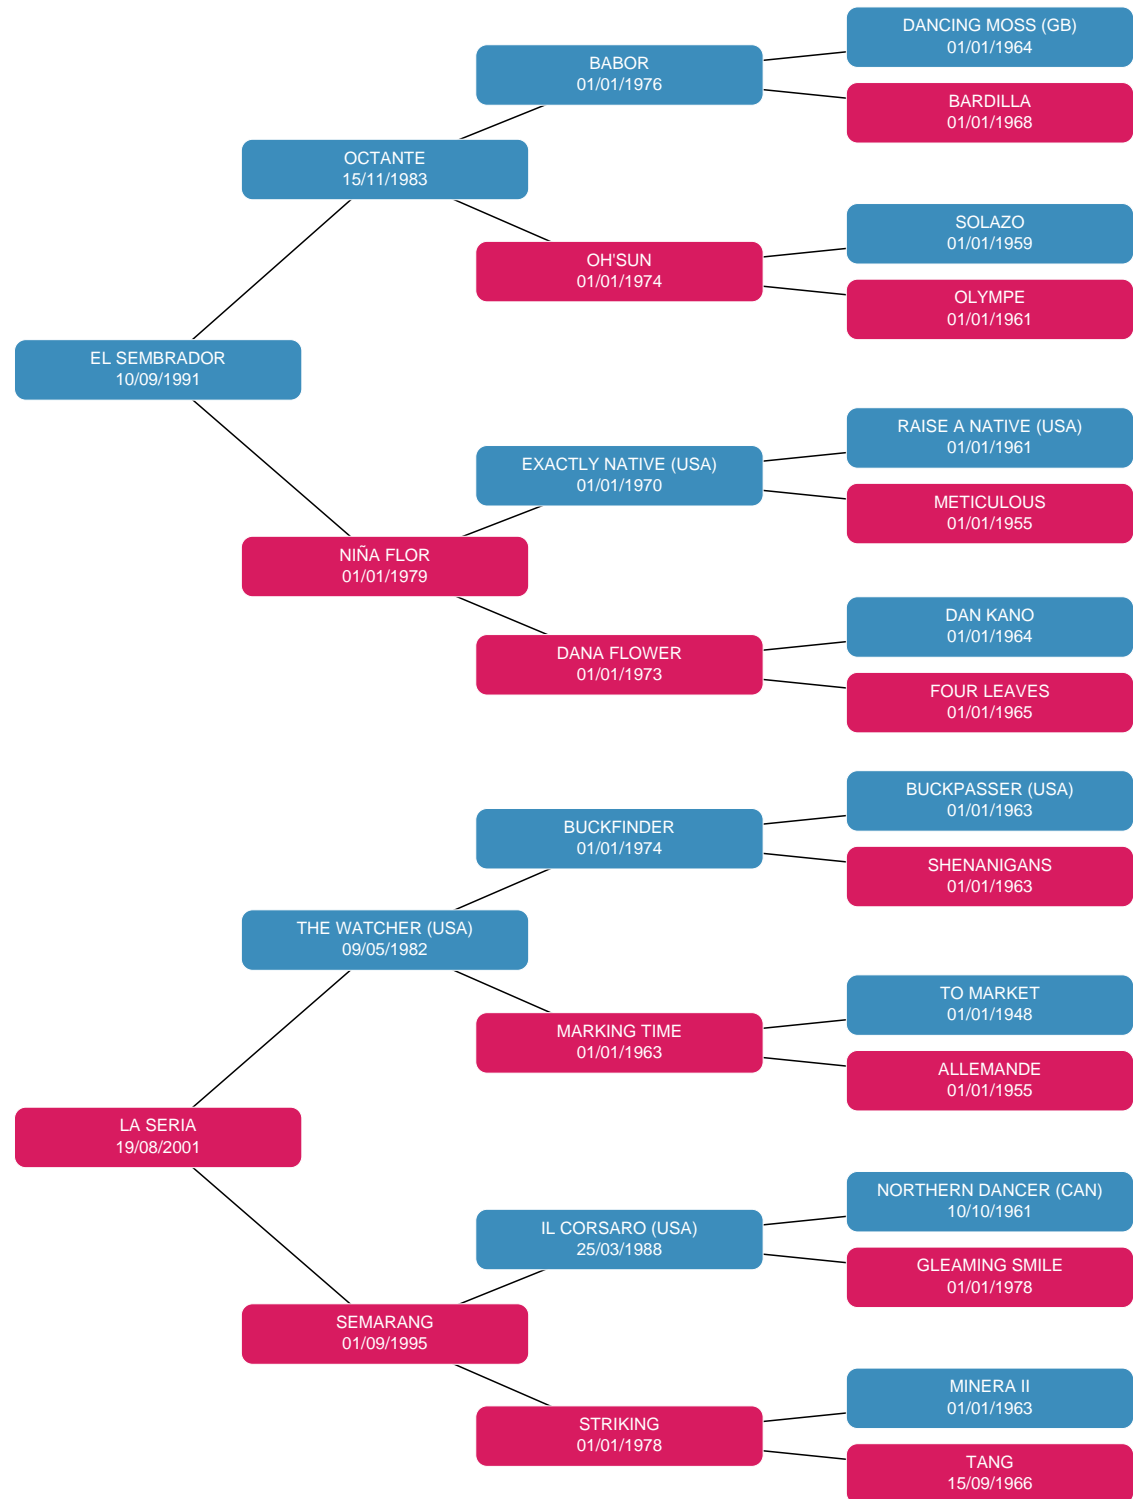 DANCING MOSS (GB)
01/01/1964
BABOR
01/01/1976
BARDILLA
01/01/1968
OCTANTE
15/11/1983
SOLAZO
01/01/1959
OH'SUN
01/01/1974
OLYMPE
01/01/1961
EL SEMBRADOR
10/09/1991
RAISE A NATIVE (USA)
01/01/1961
EXACTLY NATIVE (USA)
01/01/1970
METICULOUS
01/01/1955
NIÑA FLOR
01/01/1979
DAN KANO
01/01/1964
DANA FLOWER
01/01/1973
FOUR LEAVES
01/01/1965
BUCKPASSER (USA)
01/01/1963
BUCKFINDER
01/01/1974
SHENANIGANS
01/01/1963
THE WATCHER (USA)
09/05/1982
TO MARKET
01/01/1948
MARKING TIME
01/01/1963
ALLEMANDE
01/01/1955
LA SERIA
19/08/2001
NORTHERN DANCER (CAN)
10/10/1961
IL CORSARO (USA)
25/03/1988
GLEAMING SMILE
01/01/1978
SEMARANG
01/09/1995
MINERA II
01/01/1963
STRIKING
01/01/1978
TANG
15/09/1966